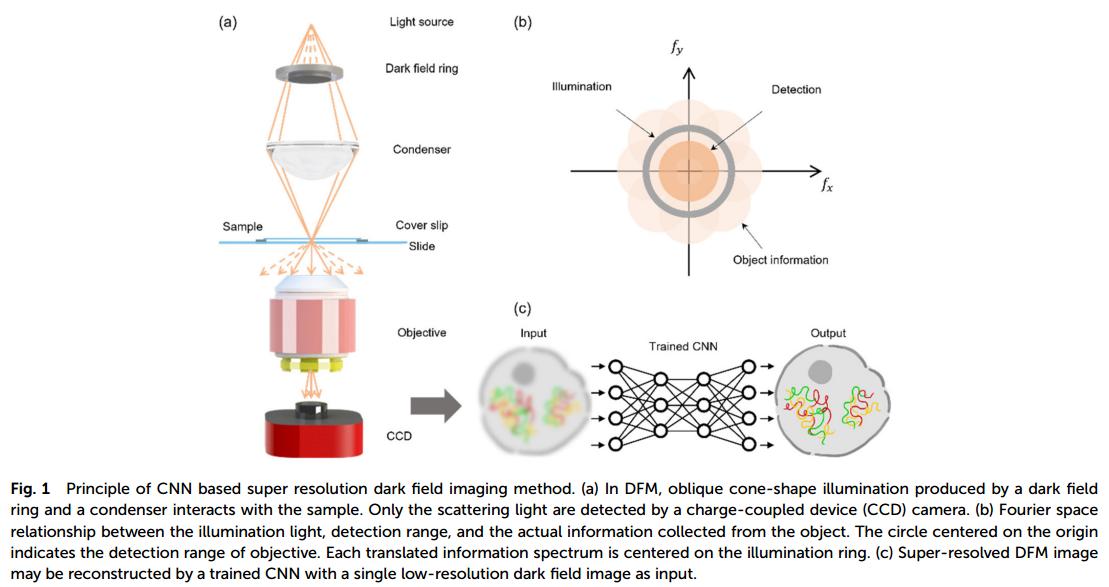 (a)
Light source
Dark field ring
Condenser
Sample
Cover slip
Slide
Objective
CCD
(b)
fy
Illumination
Detection
fx
Object information
(c)
Input
Trained CNN
Output
Fig. 1 Principle of CNN based super resolution dark field imaging method. (a) In DFM, oblique cone-shape illumination produced by a dark field
ring and a condenser interacts with the sample. Only the scattering light are detected by a charge-coupled device (CCD) camera. (b) Fourier space
relationship between the illumination light, detection range, and the actual information collected from the object. The circle centered on the origin
indicates the detection range of objective. Each translated information spectrum is centered on the illumination ring. (c) Super-resolved DFM image
may be reconstructed by a trained CNN with a single low-resolution dark field image as input.